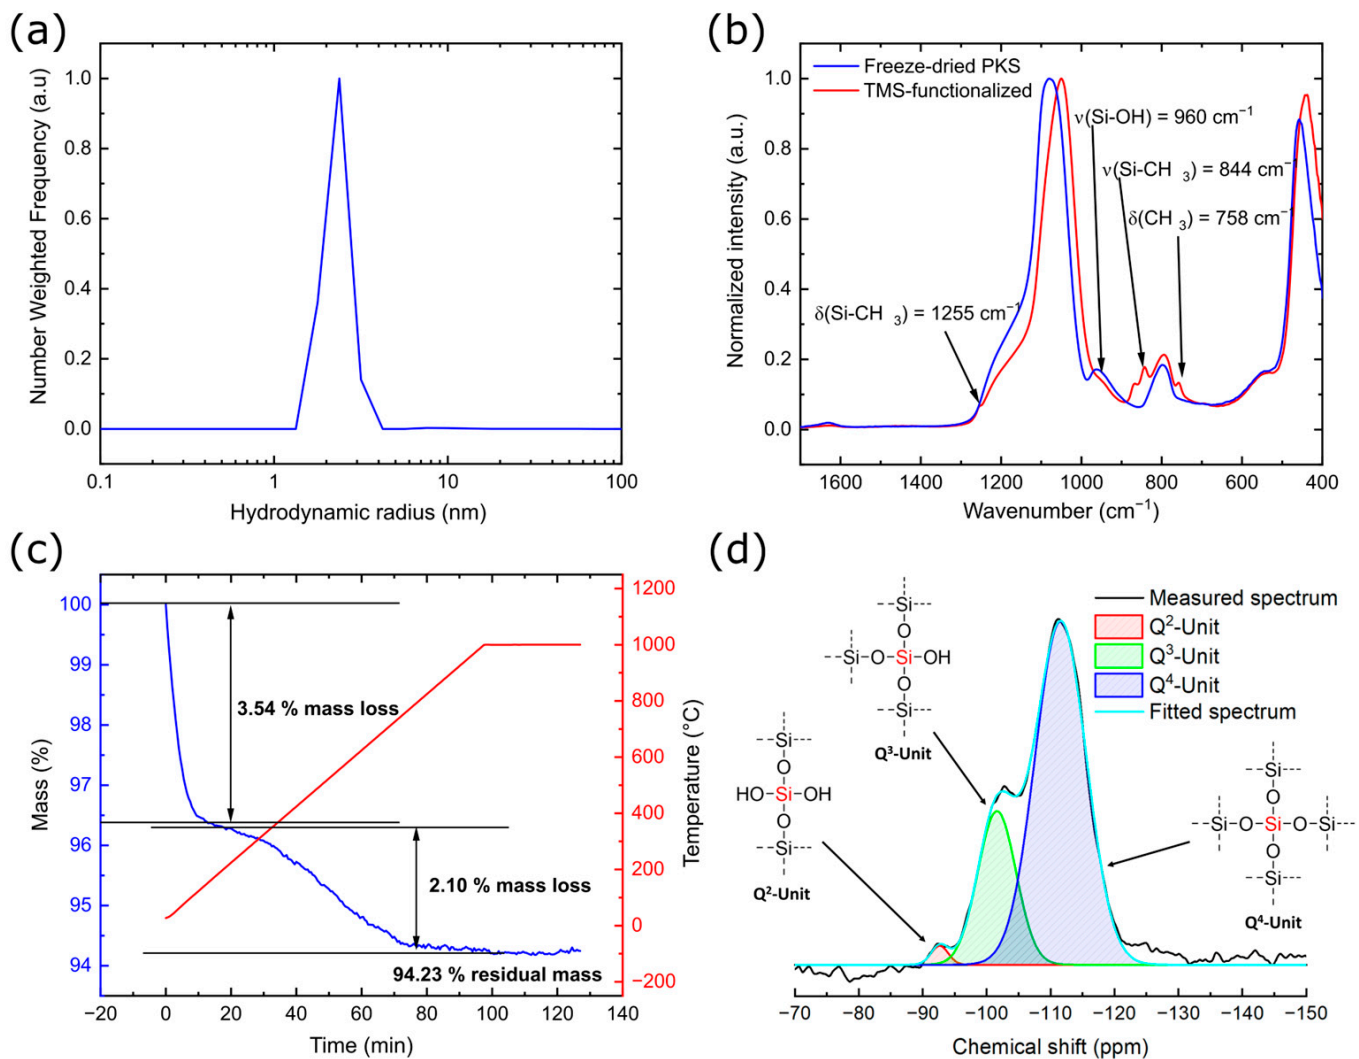 (a)
1.0
0.8
0.6
0.4
0.2
0.0
Number Weighted Frequency (a.u)
0.1
1
10
100
Hydrodynamic radius (nm)
(b)
1.0
0.8
0.6
0.4
0.2
0.0
Normalized intensity (a.u.)
Freeze-dried PKS
TMS-functionalized
ν(Si-OH) = 960 cm⁻¹
ν(Si-CH ₃) = 844 cm⁻¹
δ(CH ₃) = 758 cm⁻¹
δ(Si-CH ₃) = 1255 cm⁻¹
1600
1400
1200
1000
800
600
400
Wavenumber (cm⁻¹)
(c)
100
99
98
97
96
95
94
Mass (%)
3.54 % mass loss
2.10 % mass loss
94.23 % residual mass
1200
1000
800
600
400
200
0
−200
Temperature (°C)
−20
0
20
40
60
80
100
120
140
Time (min)
(d)
Measured spectrum
Q²-Unit
Q³-Unit
Q⁴-Unit
Fitted spectrum
Si
O
Si
O
Si
OH
O
Si
Q³-Unit
Si
O
HO
Si
OH
O
Si
Q²-Unit
Si
O
Si
O
Si
O
Si
O
Si
Q⁴-Unit
−70
−80
−90
−100
−110
−120
−130
−140
−150
Chemical shift (ppm)